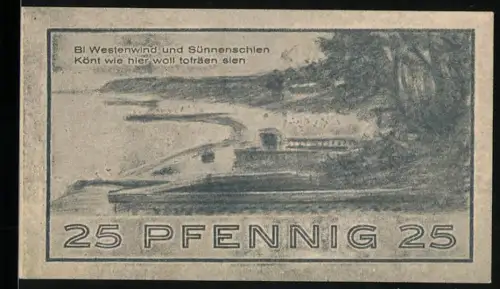 Bi Westenwind und Sünnenschien
Könt wie hier woll tofräen sien
25 PFENNIG 25